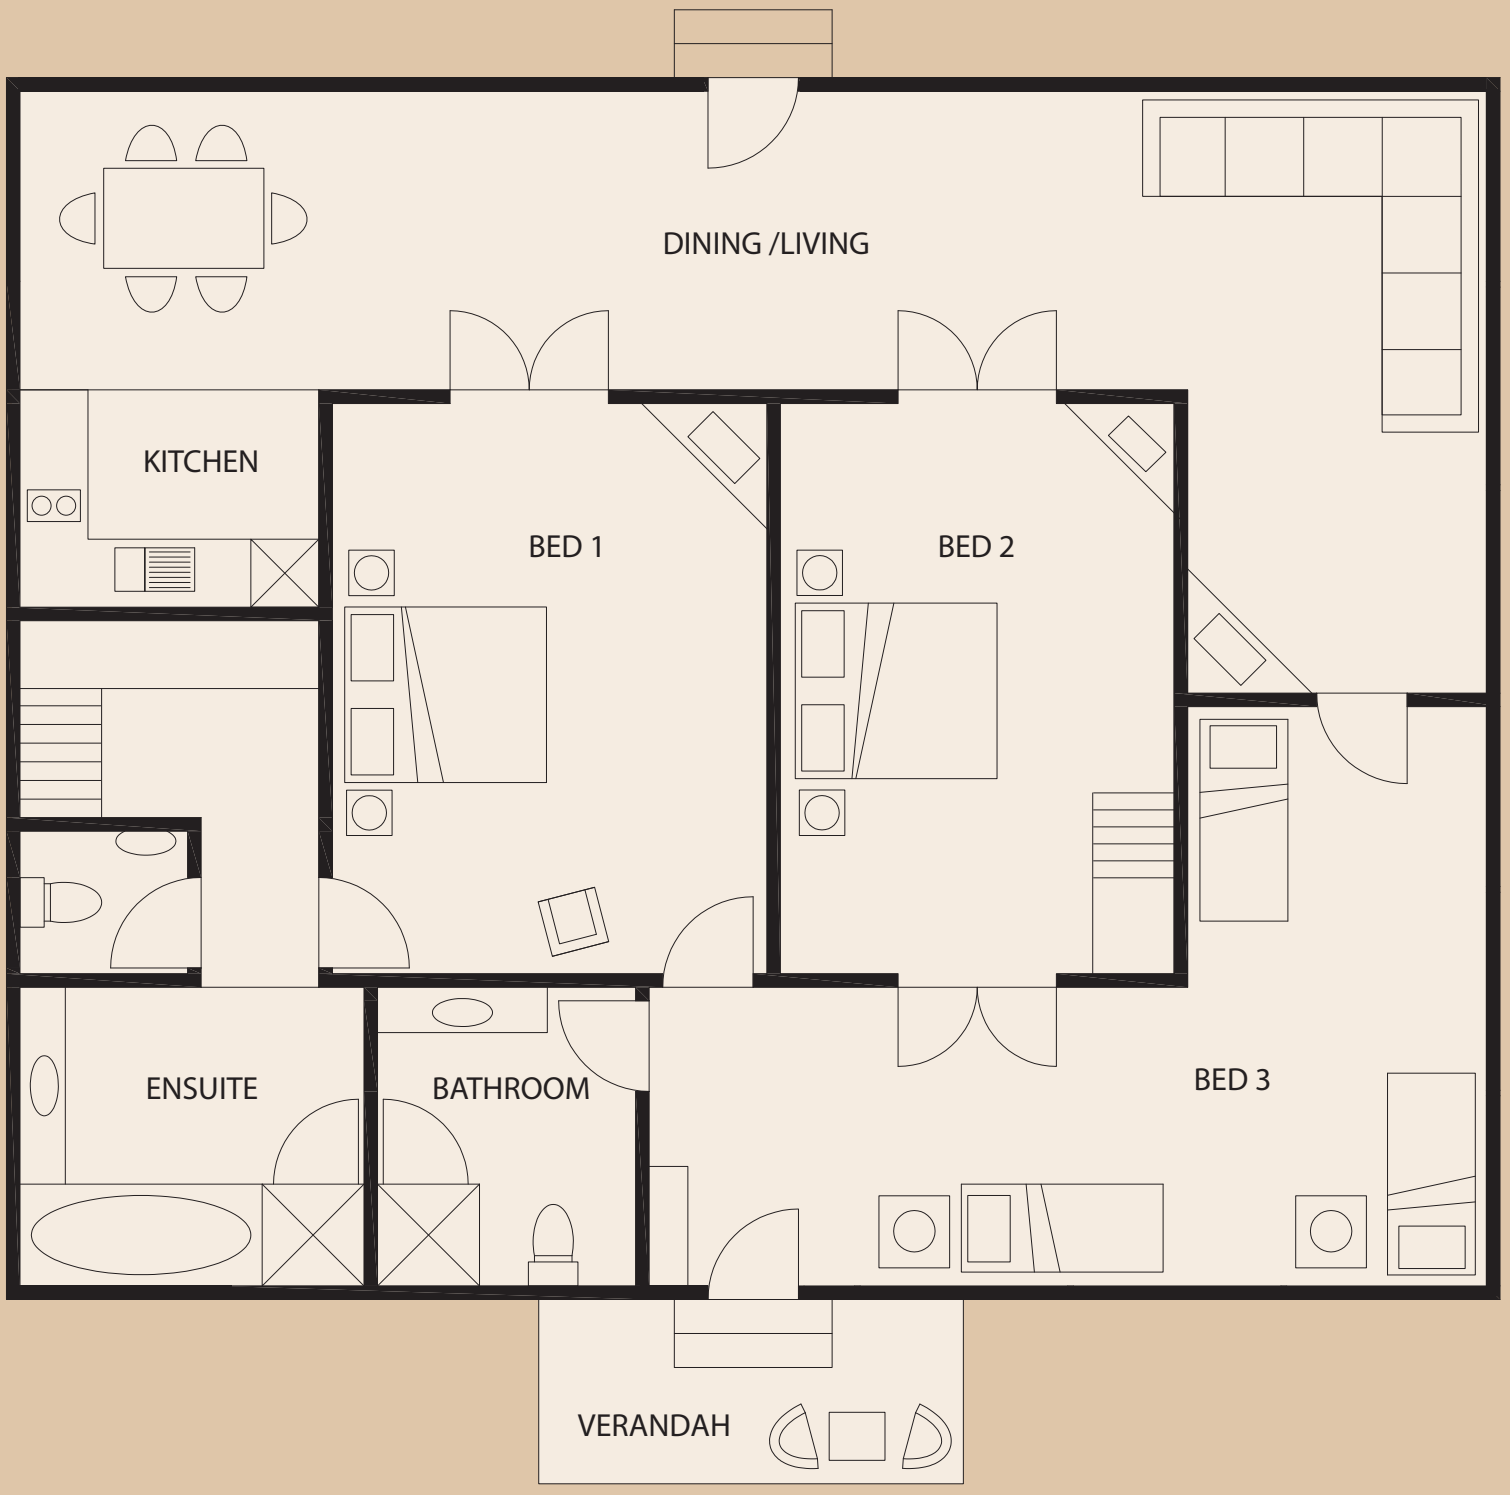 DINING /LIVING
KITCHEN
BED 1
BED 2
BED 3
ENSUITE
BATHROOM
VERANDAH